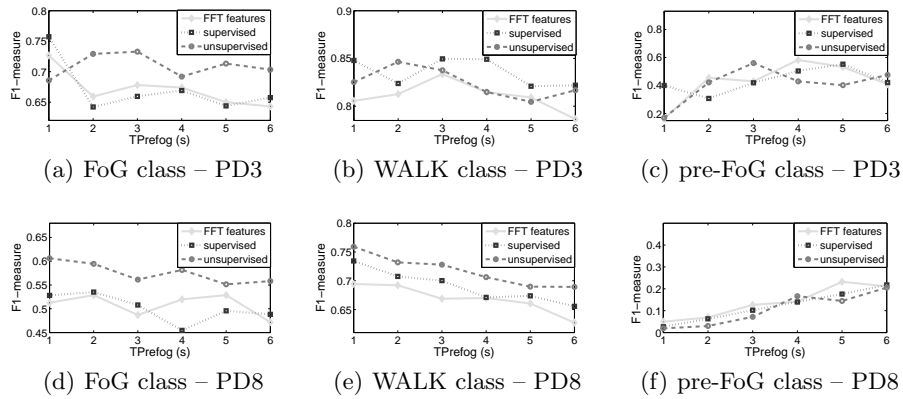 0.8
0.75
0.7
0.65
F1−measure
FFT features
supervised
unsupervised
1 2 3 4 5 6
TPrefog (s)
(a) FoG class – PD3
0.9
0.85
0.8
F1−measure
FFT features
supervised
unsupervised
1 2 3 4 5 6
TPrefog (s)
(b) WALK class – PD3
0.8
0.6
0.4
0.2
F1−measure
FFT features
supervised
unsupervised
1 2 3 4 5 6
TPrefog (s)
(c) pre-FoG class – PD3
0.65
0.6
0.55
0.5
0.45
F1−measure
FFT features
supervised
unsupervised
1 2 3 4 5 6
TPrefog (s)
(d) FoG class – PD8
0.8
0.75
0.7
0.65
F1−measure
FFT features
supervised
unsupervised
1 2 3 4 5 6
TPrefog (s)
(e) WALK class – PD8
0.4
0.3
0.2
0.1
0
F1−measure
FFT features
supervised
unsupervised
1 2 3 4 5 6
TPrefog (s)
(f) pre-FoG class – PD8